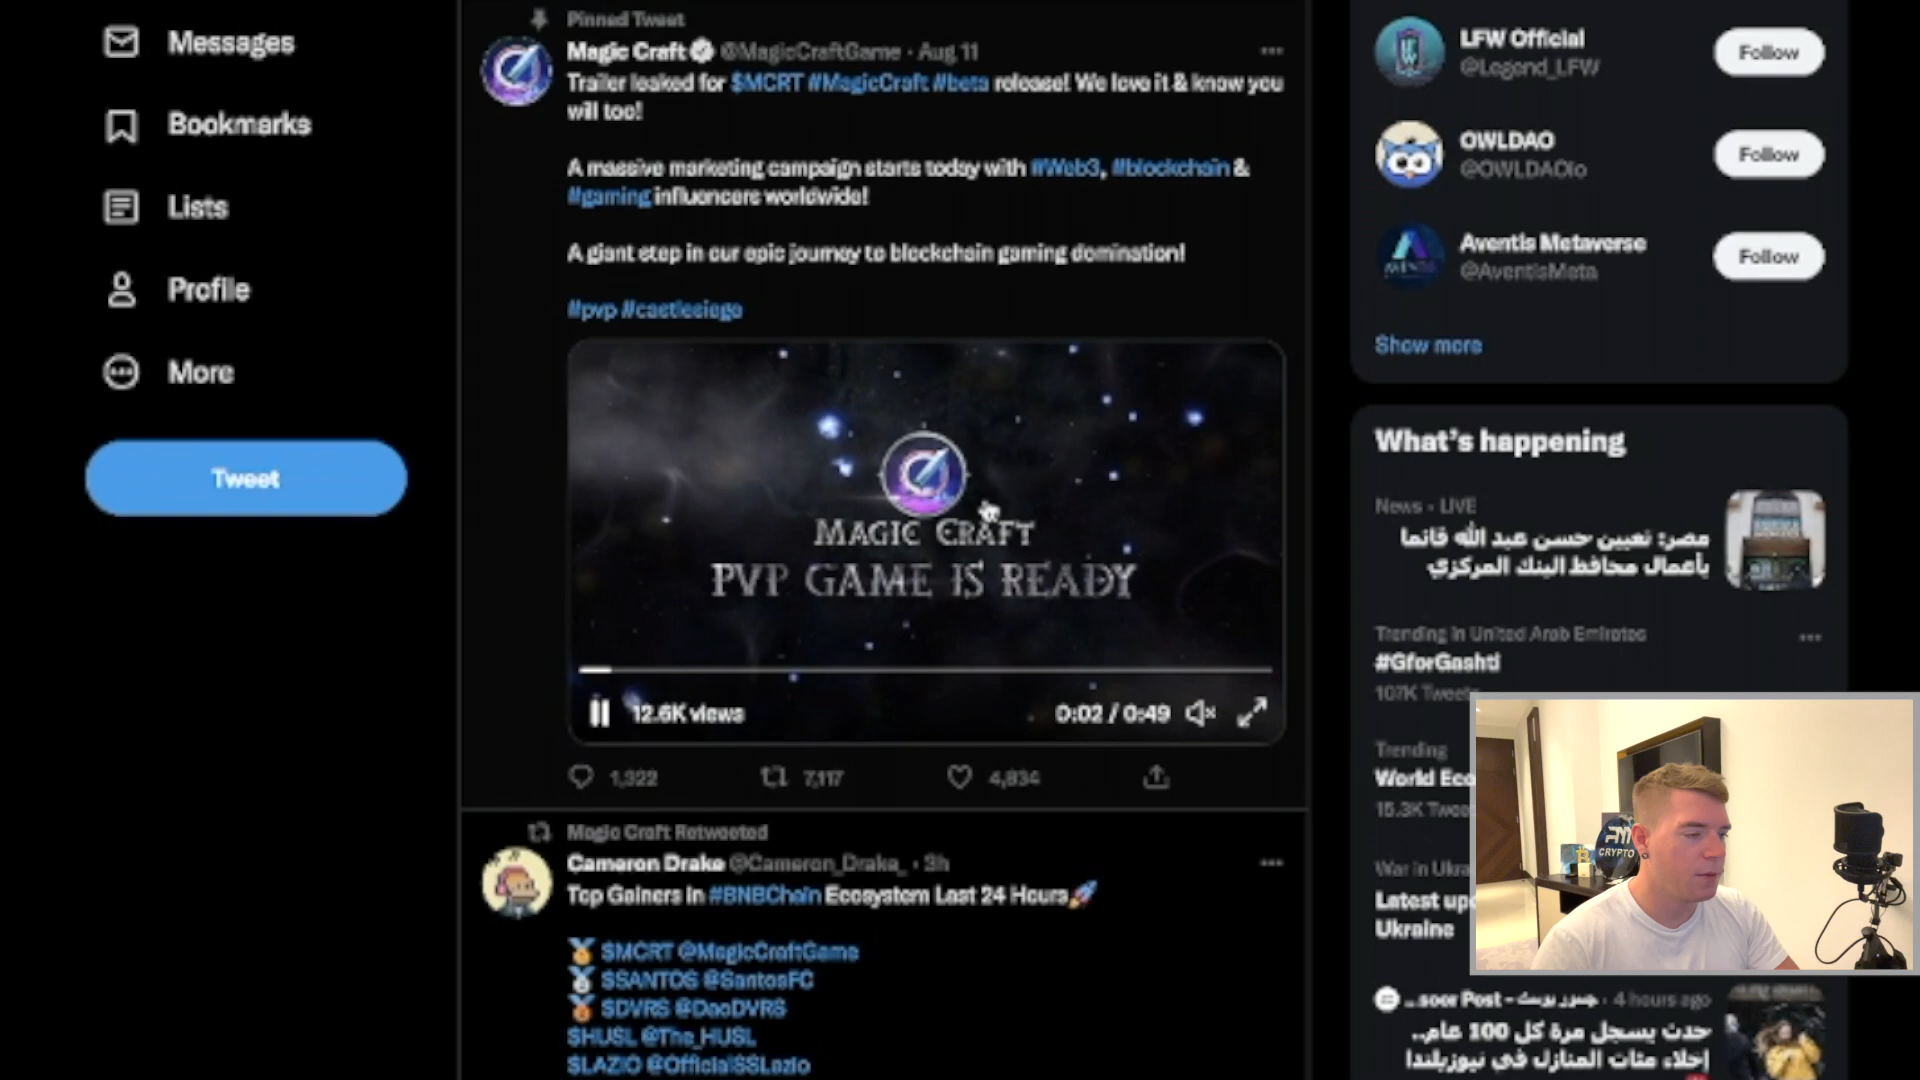 Messages
Bookmarks
Lists
Profile
More
Tweet
Pinned Tweet
Magic Craft @MagicCraftGame · Aug 11
Trailer leaked for $MCRT #MagicCraft #beta release! We love it & know you
will too!
A massive marketing campaign starts today with #Web3, #blockchain &
#gaming influencers worldwide!
A giant step in our epic journey to blockchain gaming domination!
#pvp #castlesiege
MAGIC CRAFT
PVP GAME IS READY
12.6K views
0:02 / 0:49
1,322
7,117
4,834
Magic Craft Retweeted
Cameron Drake @Cameron_Drake_ · 3h
Top Gainers in #BNBChain Ecosystem Last 24 Hours
$MCRT @MagicCraftGame
$SANTOS @SantosFC
$DVRS @DaoDVRS
$HUSL @The_HUSL
$LAZIO @OfficialSSLazio
LFW Official
@Legend_LFW
Follow
OWLDAO
@OWLDAOio
Follow
Aventis Metaverse
@AventisMeta
Follow
Show more
What's happening
News · LIVE
مصر: تعيين حسن عبد الله قائما
بأعمال محافظ البنك المركزي
Trending in United Arab Emirates
#GforGashti
107K Tweets
Trending
World Eco
15.3K Twee
War in Ukra
Latest up
Ukraine
CRYPTO
...soor Post - جسور بوست · 4 hours ago
حدث يسجل مرة كل 100 عام..
إخلاء مئات المنازل في نيوزيلندا